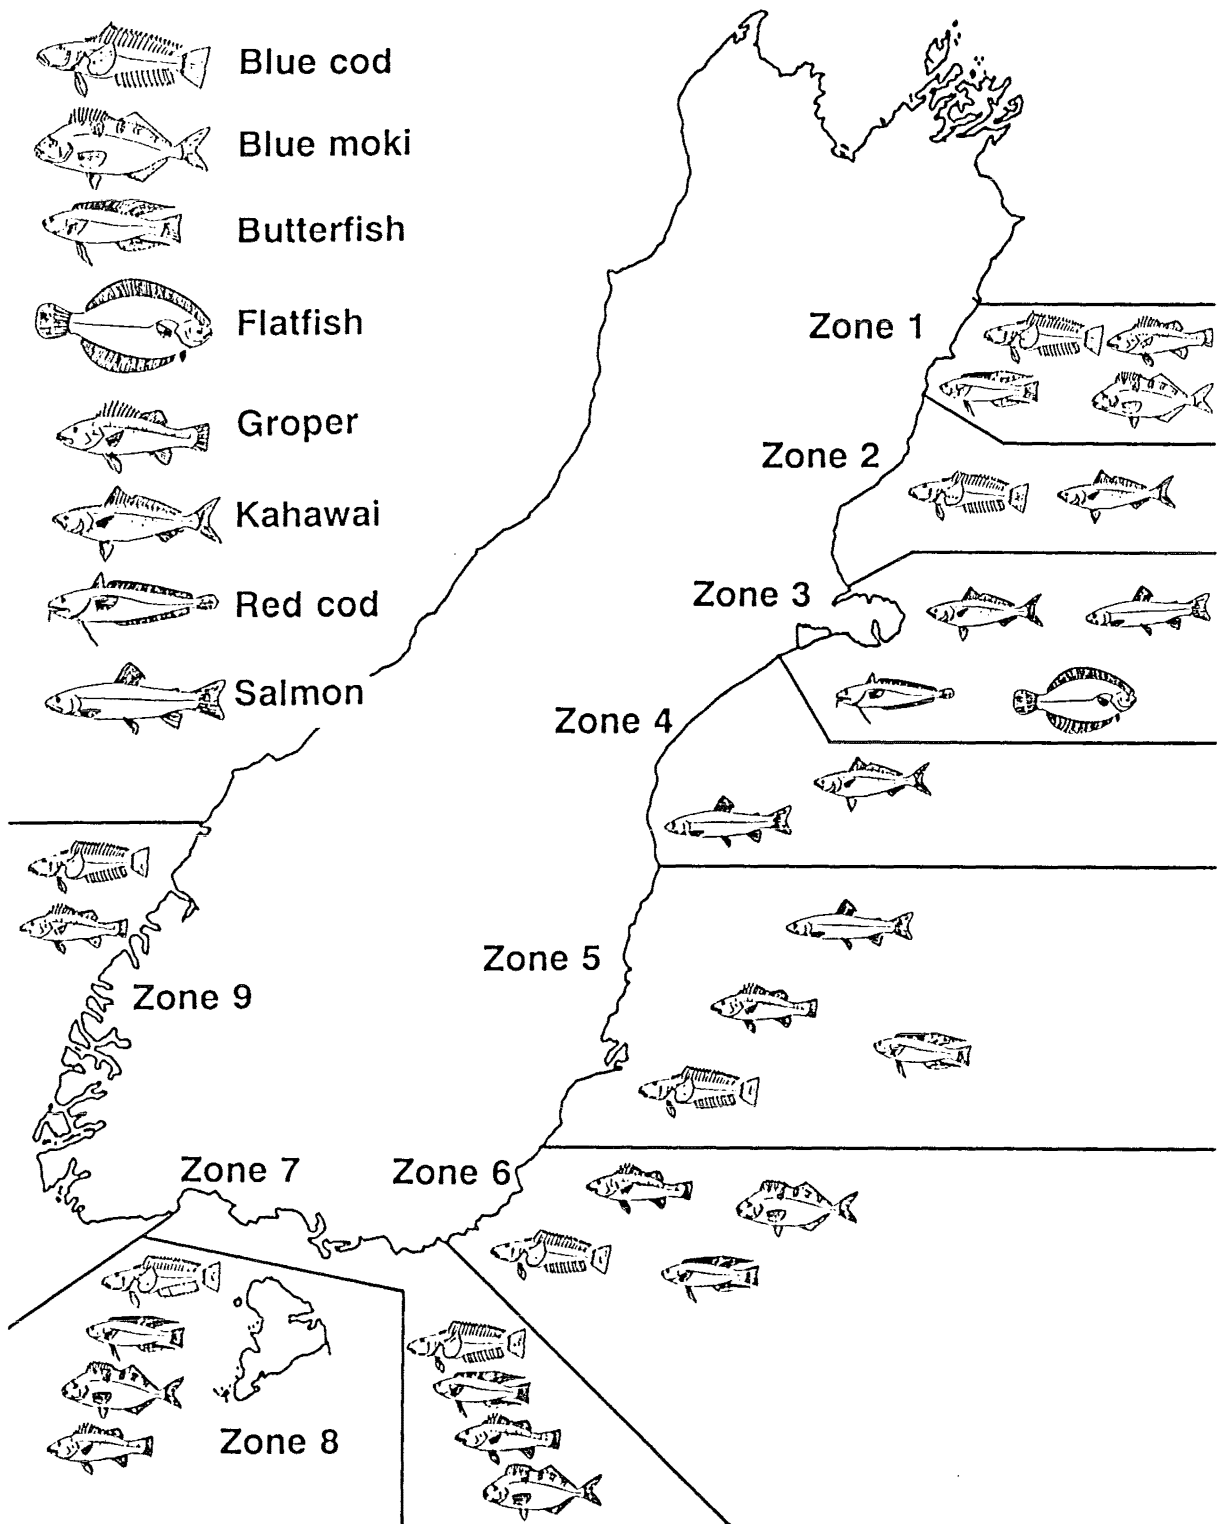 Blue cod
Blue moki
Butterfish
Flatfish
Groper
Kahawai
Red cod
Salmon
Zone 1
Zone 2
Zone 3
Zone 4
Zone 5
Zone 9
Zone 7
Zone 6
Zone 8